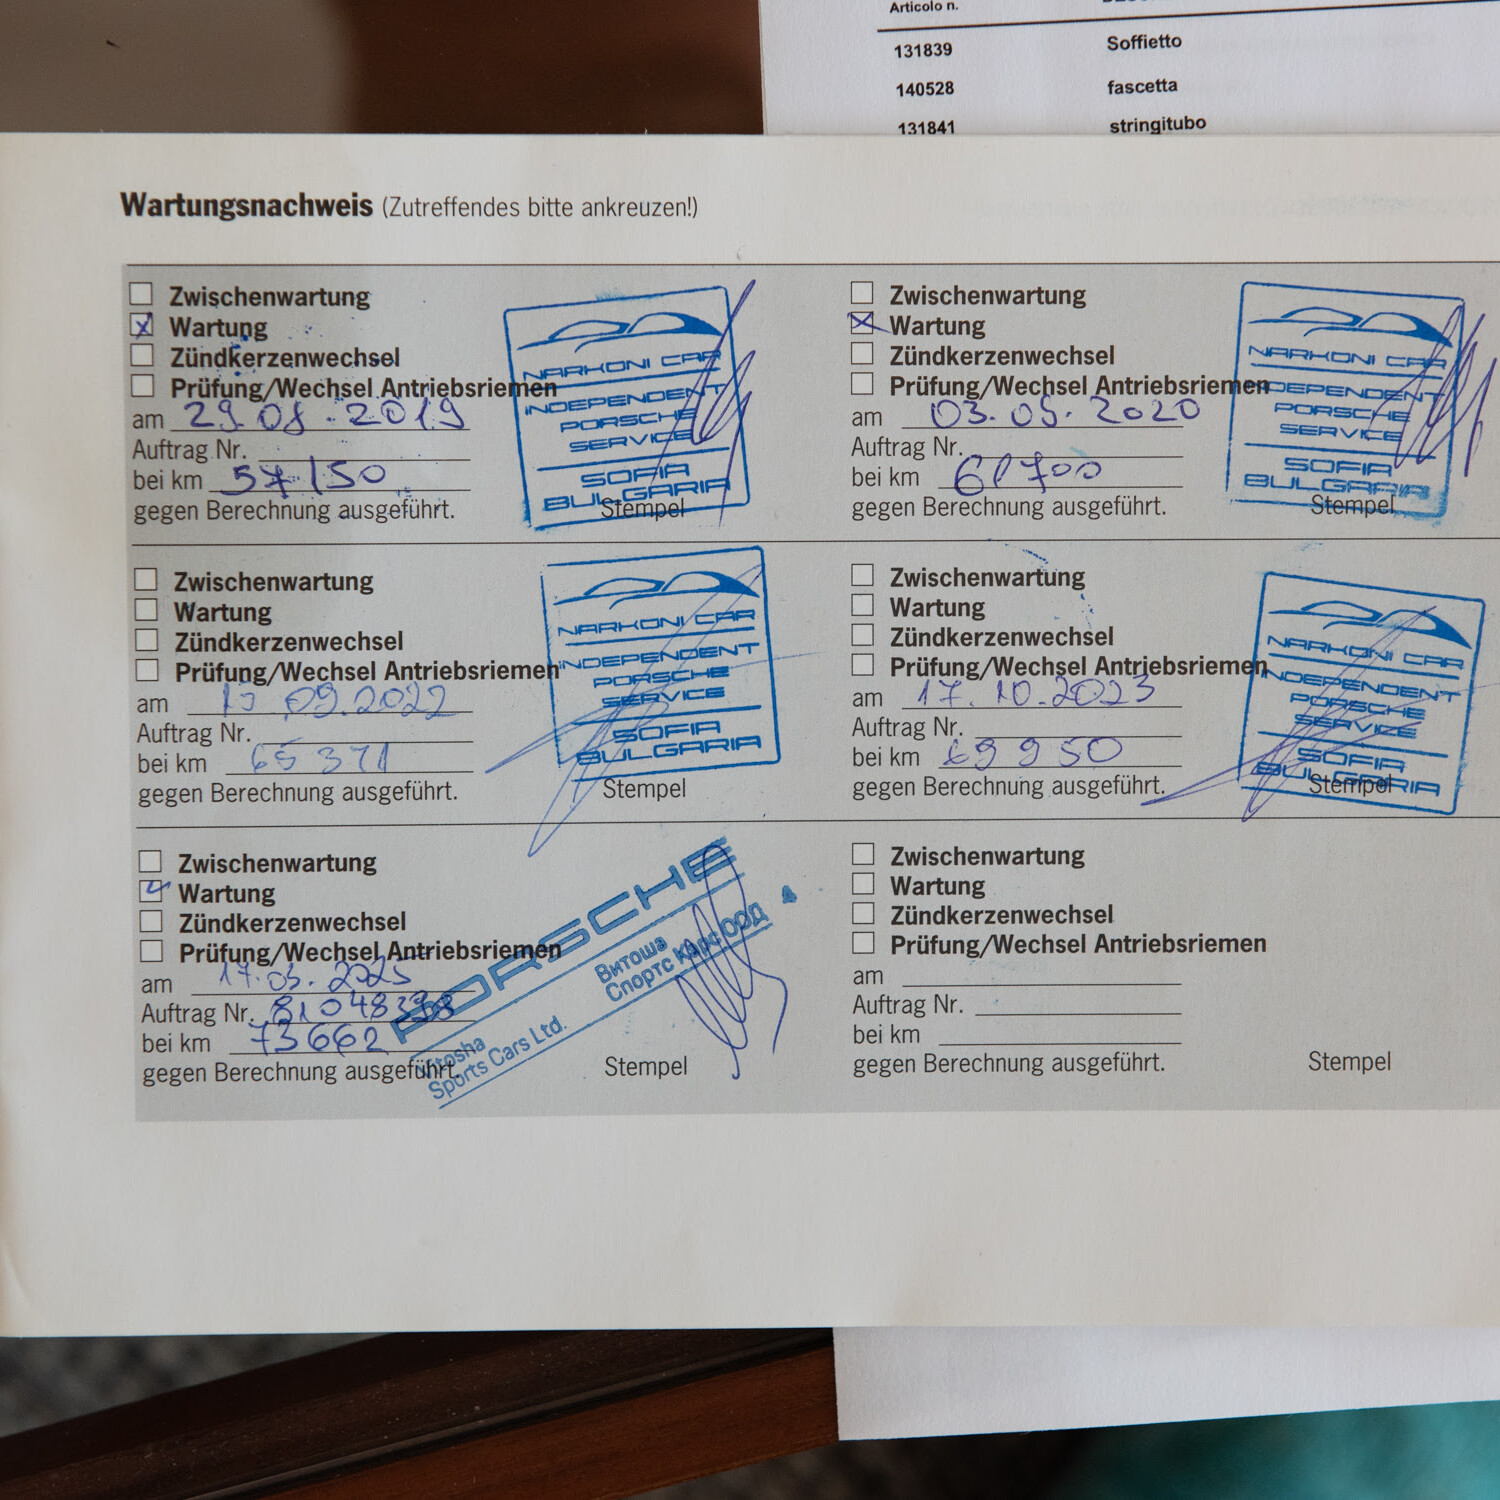 Articolo n.
131839 Soffietto
140528 fascetta
131841 stringitubo
Wartungsnachweis (Zutreffendes bitte ankreuzen!)
Zwischenwartung
Wartung
Zündkerzenwechsel
Prüfung/Wechsel Antriebsriemen
am 29.08.2019
Auftrag Nr.
bei km 57150
gegen Berechnung ausgeführt.
Stempel
NARKONI CAR
INDEPENDENT
PORSCHE
SERVICE
SOFIA
BULGARIA
Zwischenwartung
Wartung
Zündkerzenwechsel
Prüfung/Wechsel Antriebsriemen
am 03.09.2020
Auftrag Nr.
bei km 61700
gegen Berechnung ausgeführt.
Stempel
NARKONI CAR
INDEPENDENT
PORSCHE
SERVICE
SOFIA
BULGARIA
Zwischenwartung
Wartung
Zündkerzenwechsel
Prüfung/Wechsel Antriebsriemen
am
Auftrag Nr.
bei km 65371
gegen Berechnung ausgeführt.
Stempel
NARKONI CAR
INDEPENDENT
PORSCHE
SERVICE
SOFIA
BULGARIA
Zwischenwartung
Wartung
Zündkerzenwechsel
Prüfung/Wechsel Antriebsriemen
am 17.10.2023
Auftrag Nr.
bei km 69950
gegen Berechnung ausgeführt.
Stempel
NARKONI CAR
INDEPENDENT
PORSCHE
SERVICE
SOFIA
BULGARIA
Zwischenwartung
Wartung
Zündkerzenwechsel
Prüfung/Wechsel Antriebsriemen
am 17.03.2025
Auftrag Nr. 81048398
bei km 73662
gegen Berechnung ausgeführt.
Stempel
PORSCHE
Витоша
Спортс Карс ООД
Vitosha
Sports Cars Ltd.
Zwischenwartung
Wartung
Zündkerzenwechsel
Prüfung/Wechsel Antriebsriemen
am
Auftrag Nr.
bei km
gegen Berechnung ausgeführt.
Stempel